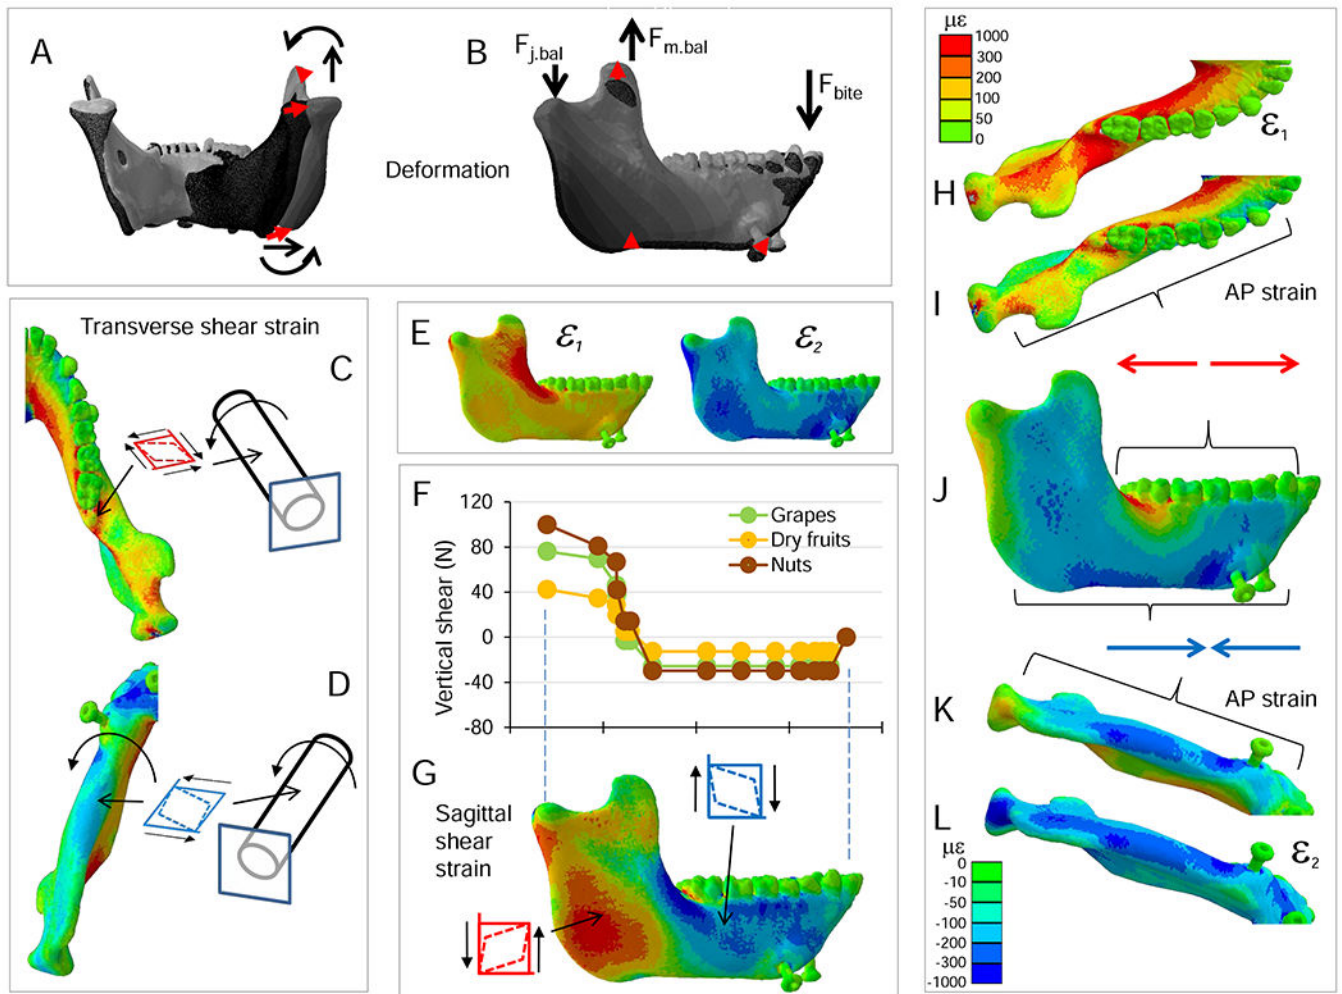 A
B
F_j.bal
F_m.bal
F_bite
Deformation
Transverse shear strain
C
D
E
ε₁
ε₂
F
120
80
40
0
-40
-80
Vertical shear (N)
Grapes
Dry fruits
Nuts
G
Sagittal
shear
strain
με
1000
300
200
100
50
0
ε₁
H
I
AP strain
J
K
AP strain
L
με
0
-10
-50
-100
-200
-300
-1000
ε₂